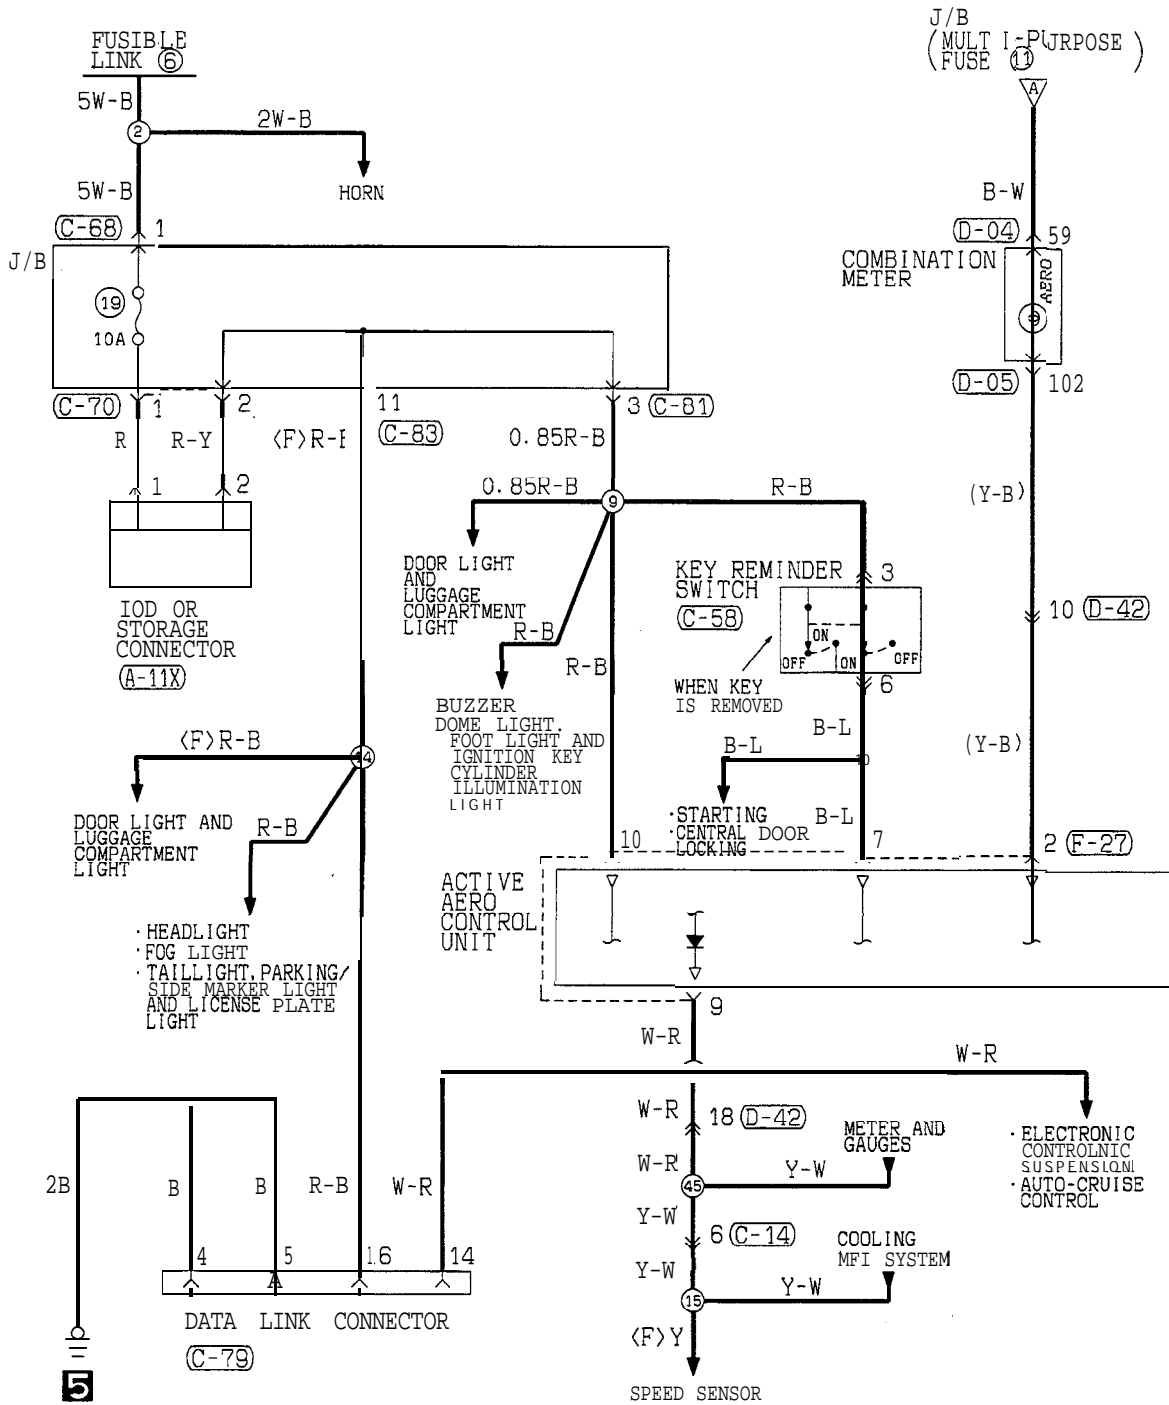 FUSIBLE
LINK ⑥
J/B
(MULTI-PURPOSE)
FUSE ⑪
A
5W-B
2
2W-B
5W-B
HORN
B-W
C-68
1
D-04
59
J/B
COMBINATION
METER
AERO
19
10A
C-70
1
2
11
3
C-81
D-05
102
C-83
R
R-Y
<F>R-
0.85R-B
1
2
0.85R-B
9
R-B
(Y-B)
DOOR LIGHT
AND
LUGGAGE
COMPARTMENT
LIGHT
KEY REMINDER
SWITCH
C-58
3
10
D-42
IOD OR
STORAGE
CONNECTOR
A-11X
R-B
R-B
ON
OFF
ON
OFF
6
WHEN KEY
IS REMOVED
BUZZER
DOME LIGHT.
FOOT LIGHT AND
IGNITION KEY
CYLINDER
ILLUMINATION
LIGHT
B-L
B-L
10
(Y-B)
<F>R-B
14
DOOR LIGHT AND
LUGGAGE
COMPARTMENT
LIGHT
R-B
·STARTING
·CENTRAL DOOR
LOCKING
B-L
10
7
2
F-27
ACTIVE
AERO
CONTROL
UNIT
·HEADLIGHT
·FOG LIGHT
·TAILLIGHT, PARKING/
SIDE MARKER LIGHT
AND LICENSE PLATE
LIGHT
9
W-R
W-R
W-R
18
D-42
METER AND
GAUGES
·ELECTRONIC
CONTROLNIC
SUSPENSION
·AUTO-CRUISE
CONTROL
2B
B
B
R-B
W-R
W-R
45
Y-W
Y-W
6
C-14
COOLING
MFI SYSTEM
4
5
16
14
Y-W
15
Y-W
DATA LINK CONNECTOR
C-79
<F>Y
5
SPEED SENSOR